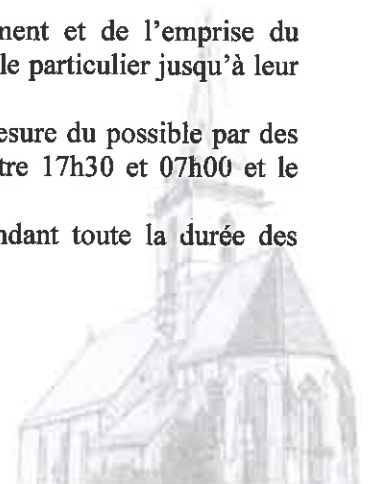 ment et de l’emprise du
le particulier jusqu’à leur
esure du possible par des
tre 17h30 et 07h00 et le
ndant toute la durée des